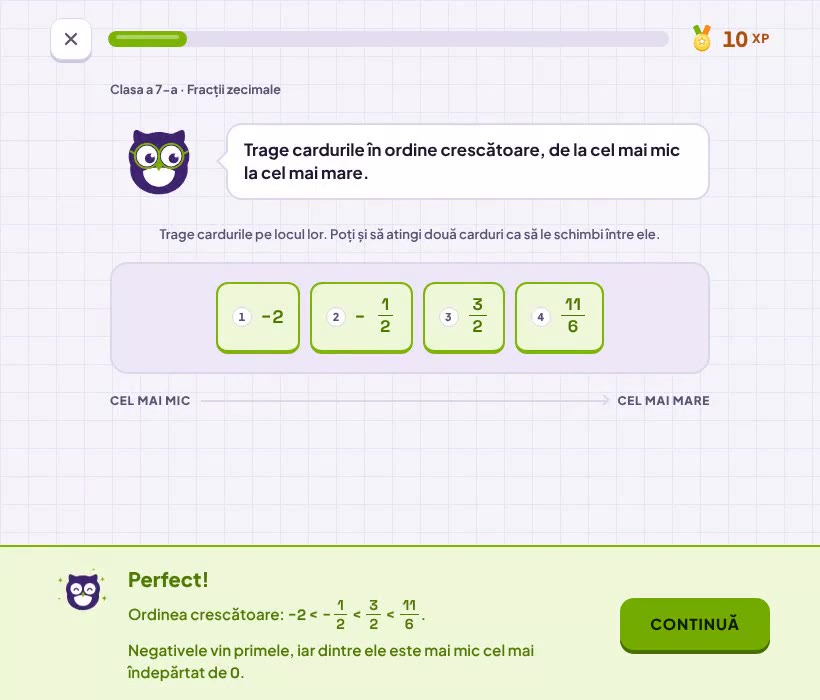 10 XP
Clasa a 7-a · Fracții zecimale
Trage cardurile în ordine crescătoare, de la cel mai mic
la cel mai mare.
Trage cardurile pe locul lor. Poți și să atingi două carduri ca să le schimbi între ele.
1 −2 2 − 1/2 3 3/2 4 11/6
CEL MAI MIC CEL MAI MARE
Perfect!
Ordinea crescătoare: −2 < − 1/2 < 3/2 < 11/6.
Negativele vin primele, iar dintre ele este mai mic cel mai
îndepărtat de 0.
CONTINUĂ